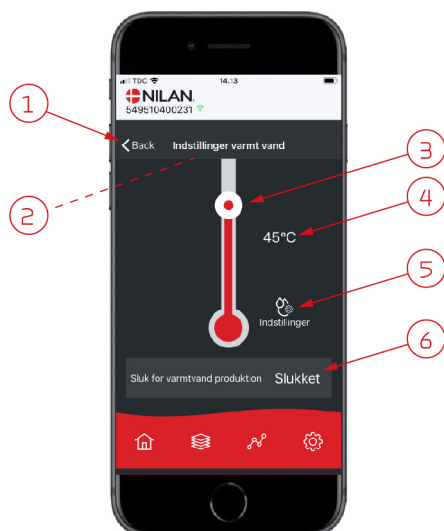 TDC 14.13
NILAN
549510400231
Back Indstillinger varmt vand
45°C
Indstillinger
Sluk for varmtvand produktion Slukket
1
2
3
4
5
6